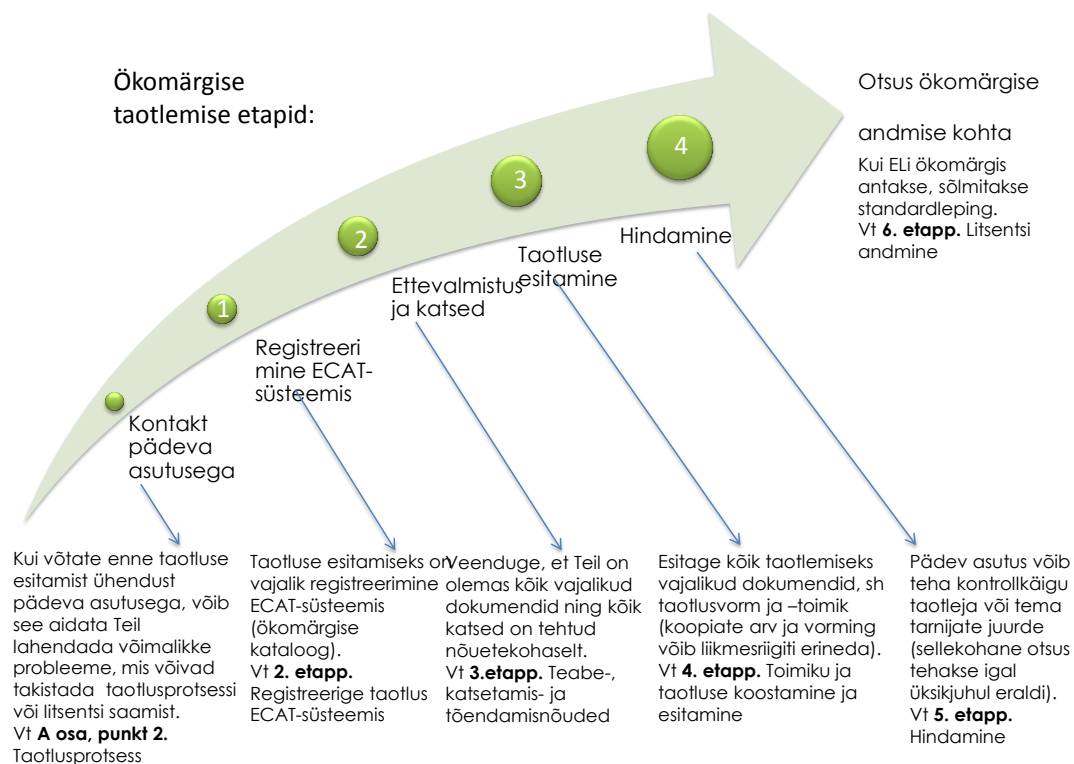 Ökomärgise
taotlemise etapid:
1
2
3
4
Kontakt
pädeva
asutusega
Registreeri
mine ECAT-
süsteemis
Ettevalmistus
ja katsed
Taotluse
esitamine
Hindamine
Otsus ökomärgise
andmise kohta
Kui ELi ökomärgis
antakse, sõlmitakse
standardleping.
Vt 6. etapp. Litsentsi
andmine
Kui võtate enne taotluse
esitamist ühendust
pädeva asutusega, võib
see aidata Teil
lahendada võimalikke
probleeme, mis võivad
takistada taotlusprotsessi
või litsentsi saamist.
Vt A osa, punkt 2.
Taotlusprotsess
Taotluse esitamiseks on
vajalik registreerimine
ECAT-süsteemis
(ökomärgise
kataloog).
Vt 2. etapp.
Registreerige taotlus
ECAT-süsteemis
Veenduge, et Teil on
olemas kõik vajalikud
dokumendid ning kõik
katsed on tehtud
nõuetekohaselt.
Vt 3.etapp. Teabe-,
katsetamis- ja
tõendamisnõuded
Esitage kõik taotlemiseks
vajalikud dokumendid, sh
taotlusvorm ja –toimik
(koopiate arv ja vorming
võib liikmesriigiti erineda).
Vt 4. etapp. Toimiku ja
taotluse koostamine ja
esitamine
Pädev asutus võib
teha kontrollkäigu
taotleja või tema
tarnijate juurde
(sellekohane otsus
tehakse igal
üksikjuhul eraldi).
Vt 5. etapp.
Hindamine